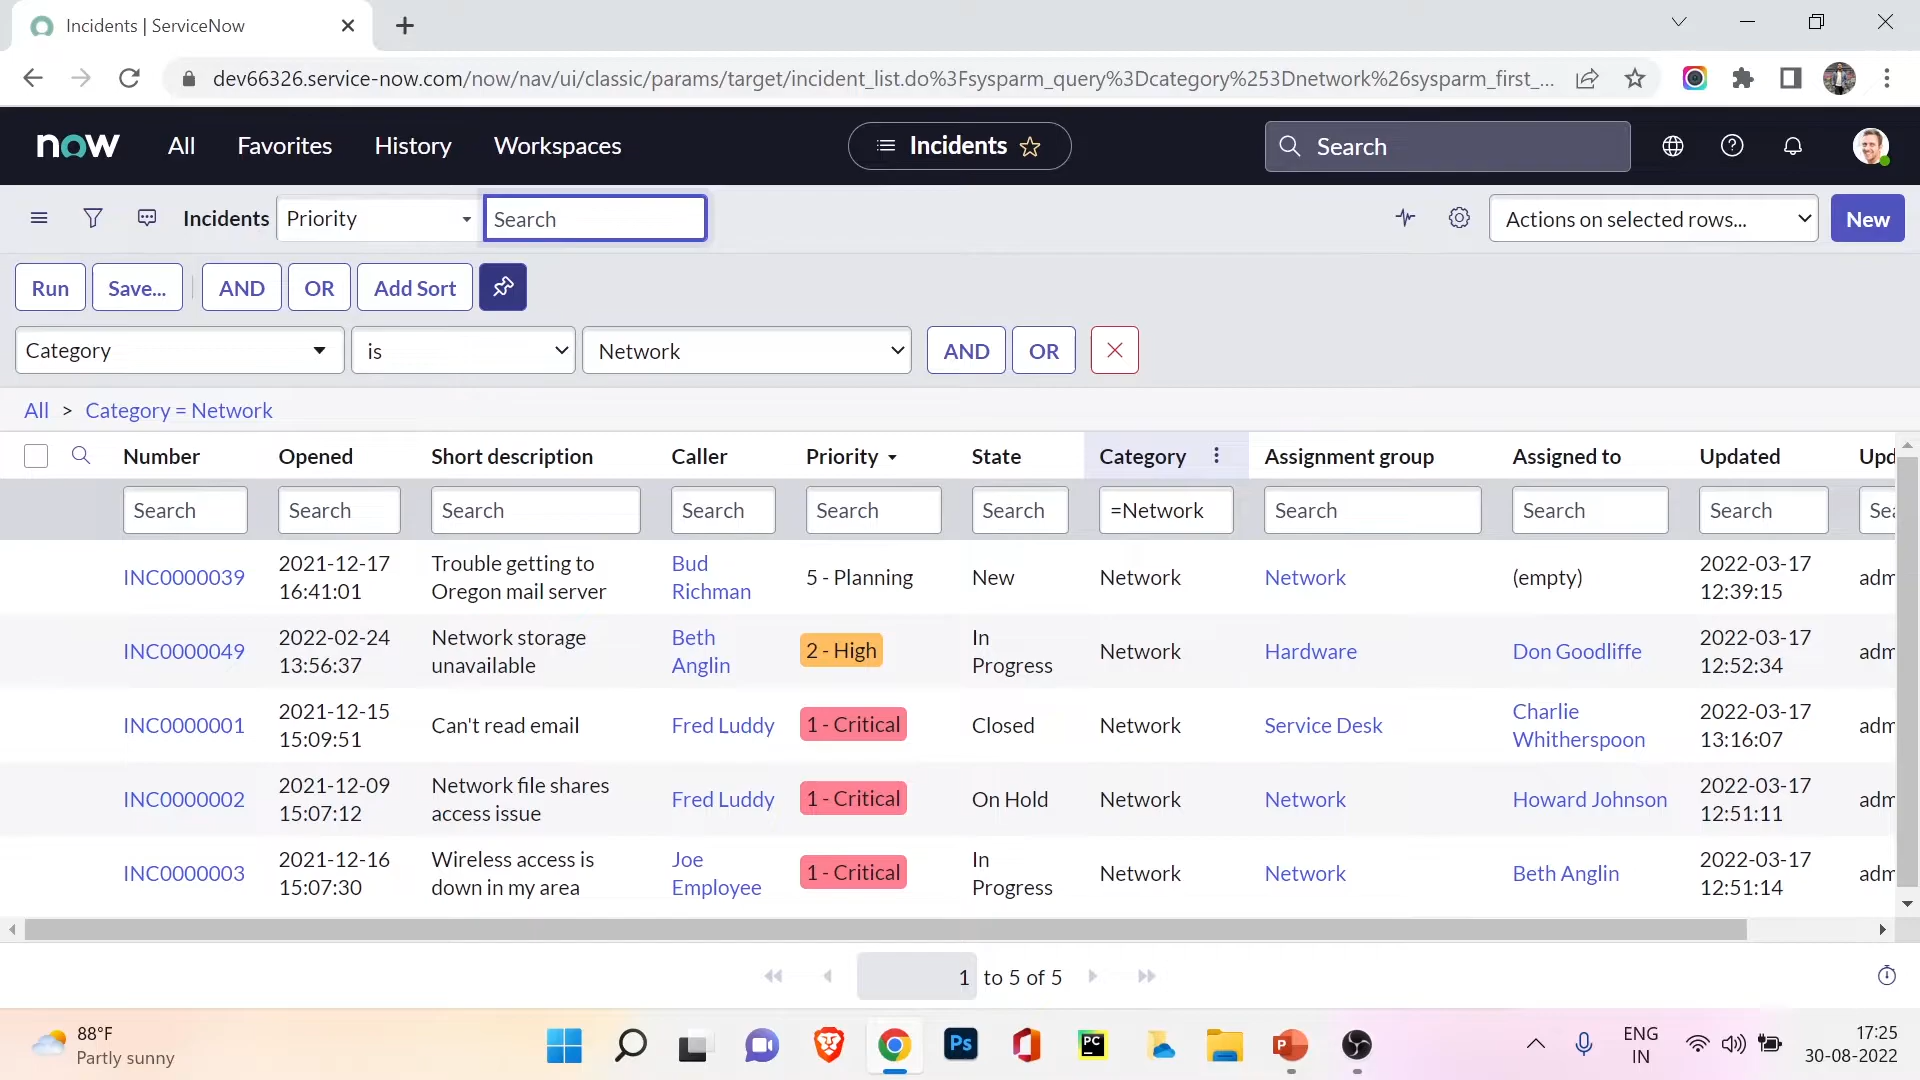 Incidents | ServiceNow
dev66326.service-now.com/now/nav/ui/classic/params/target/incident_list.do%3Fsysparm_query%3Dcategory%253Dnetwork%26sysparm_first_...
now All Favorites History Workspaces Incidents Search
Incidents Priority Search Actions on selected rows... New
Run Save... AND OR Add Sort
Category is Network AND OR
All > Category = Network
Number Opened Short description Caller Priority State Category Assignment group Assigned to Updated Upd
Search Search Search Search Search Search =Network Search Search Search Sea
INC0000039 2021-12-17 16:41:01 Trouble getting to Oregon mail server Bud Richman 5 - Planning New Network Network (empty) 2022-03-17 12:39:15 adm
INC0000049 2022-02-24 13:56:37 Network storage unavailable Beth Anglin 2 - High In Progress Network Hardware Don Goodliffe 2022-03-17 12:52:34 adm
INC0000001 2021-12-15 15:09:51 Can't read email Fred Luddy 1 - Critical Closed Network Service Desk Charlie Whitherspoon 2022-03-17 13:16:07 adm
INC0000002 2021-12-09 15:07:12 Network file shares access issue Fred Luddy 1 - Critical On Hold Network Network Howard Johnson 2022-03-17 12:51:11 adm
INC0000003 2021-12-16 15:07:30 Wireless access is down in my area Joe Employee 1 - Critical In Progress Network Network Beth Anglin 2022-03-17 12:51:14 adm
1 to 5 of 5
88°F
Partly sunny
Ps
PC
P
ENG
IN
17:25
30-08-2022